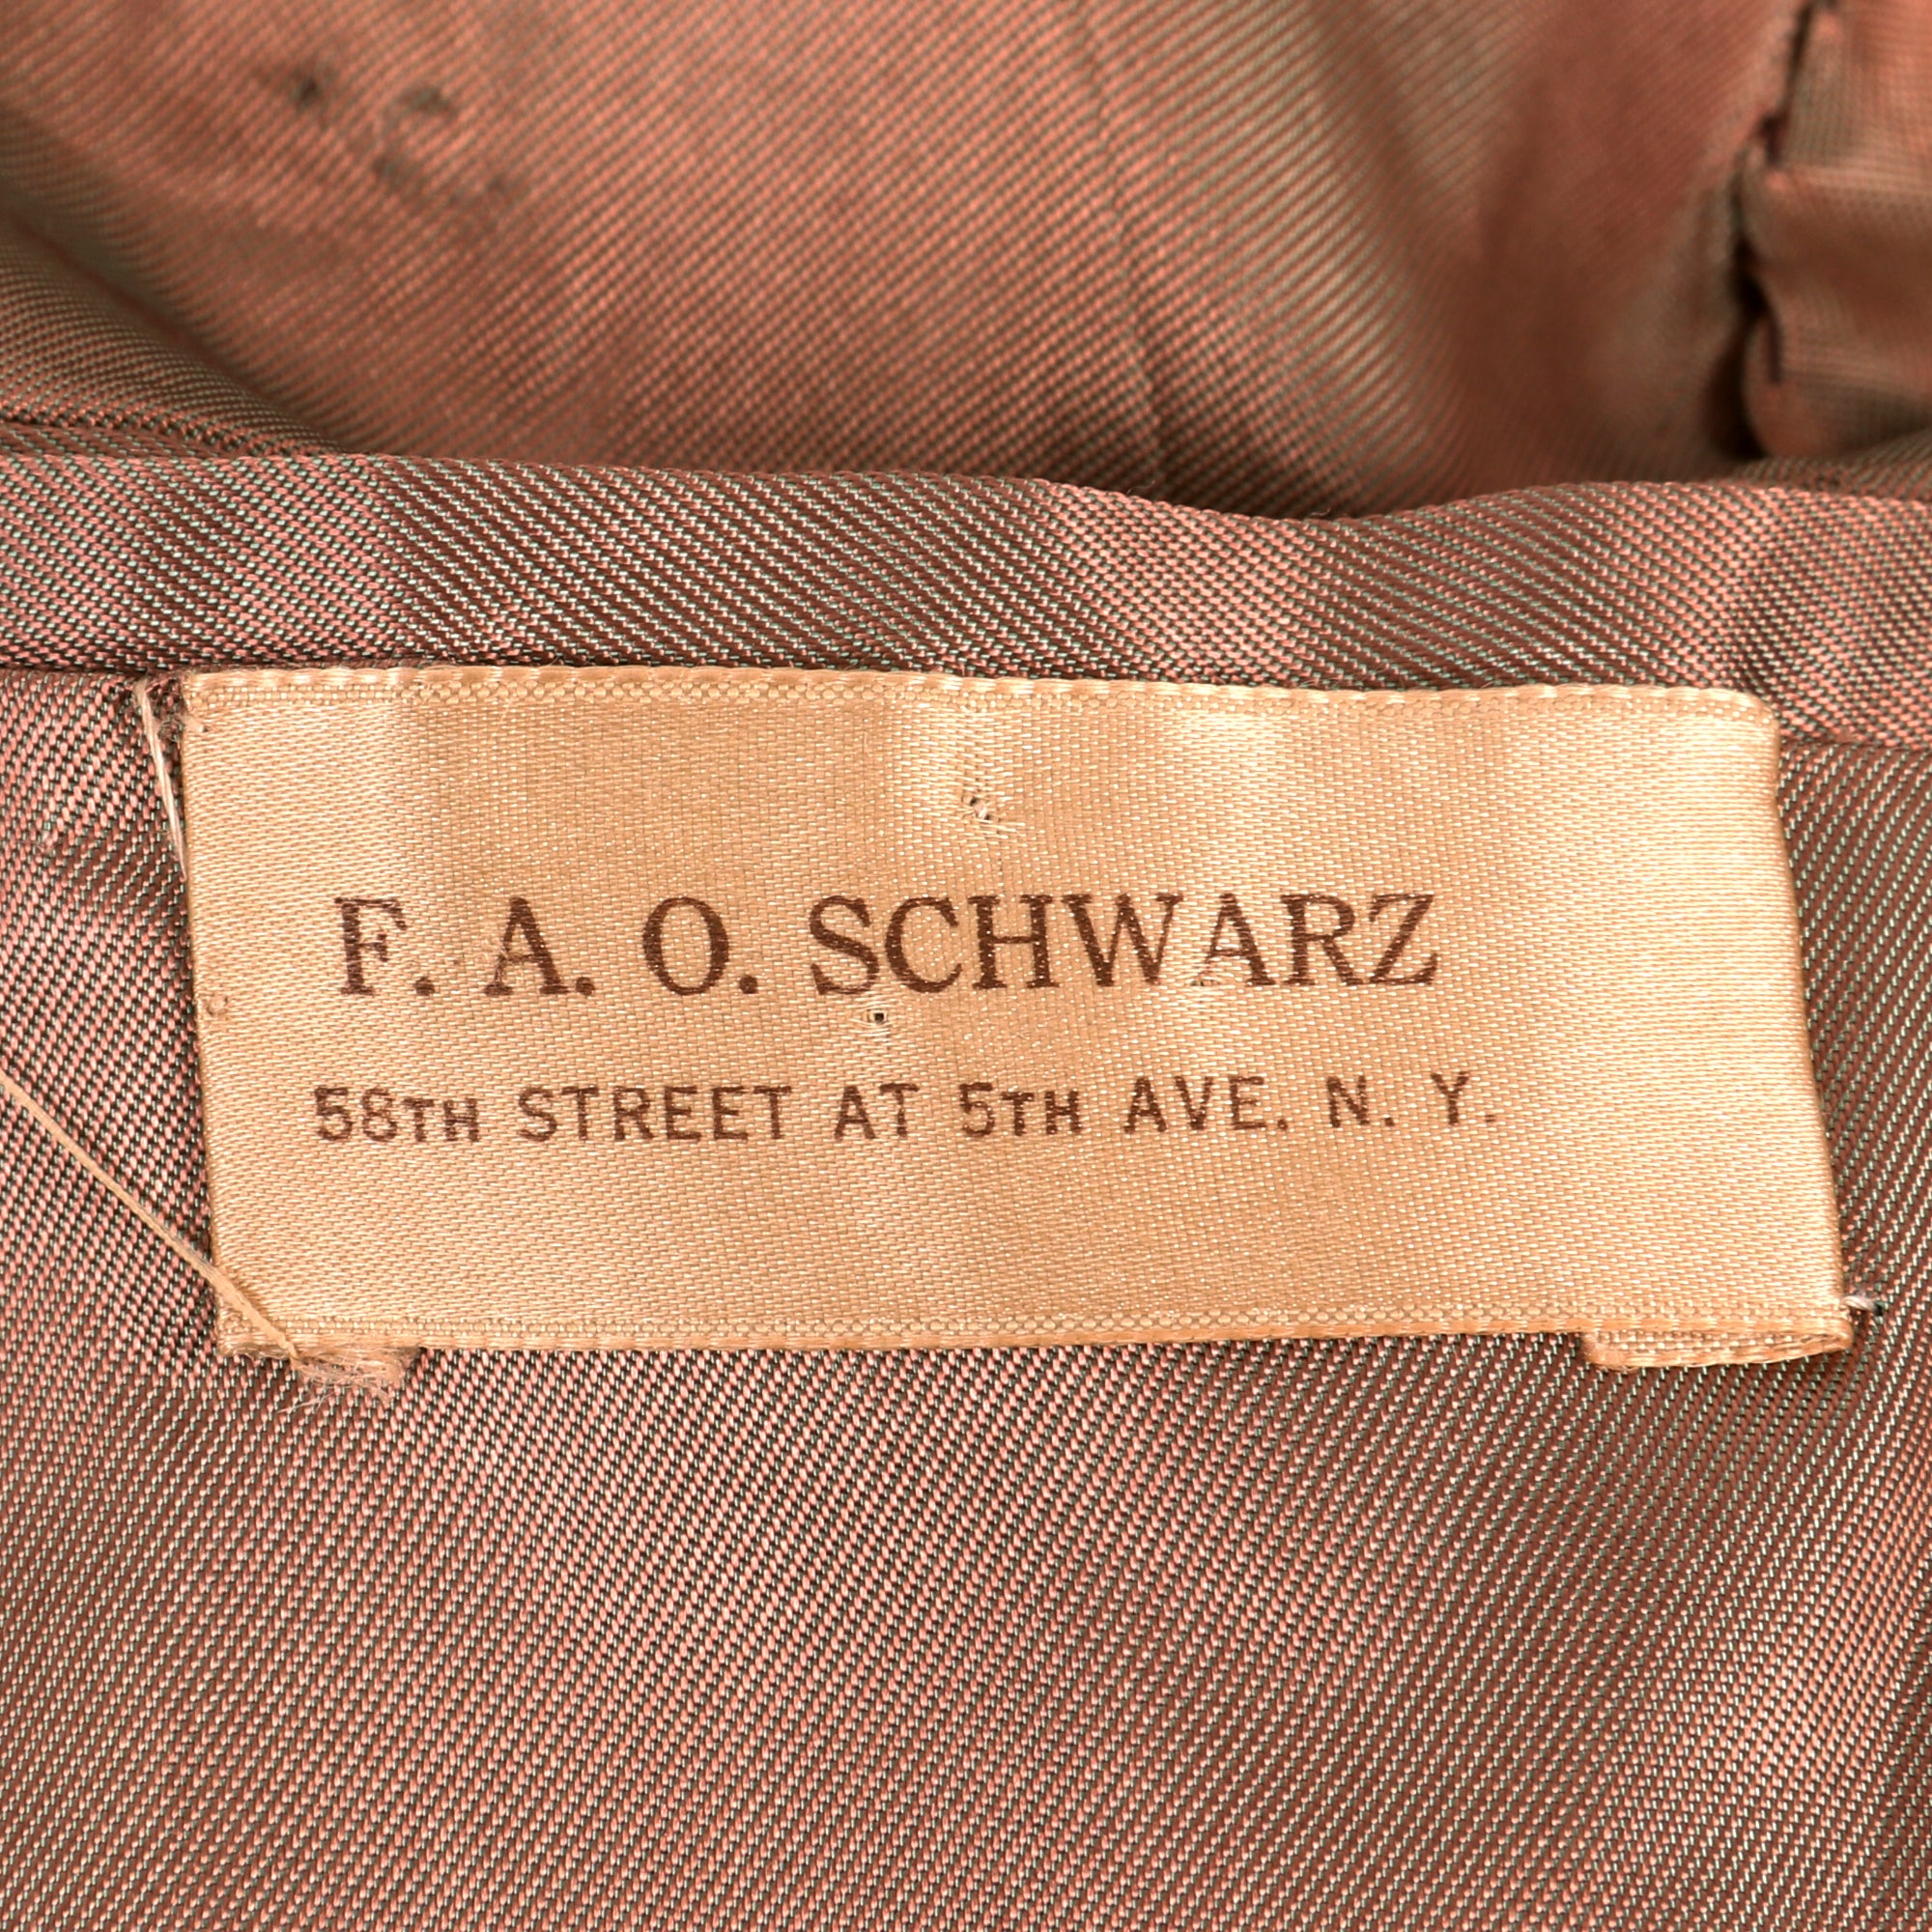 F. A. O. SCHWARZ
58TH STREET AT 5TH AVE. N. Y.